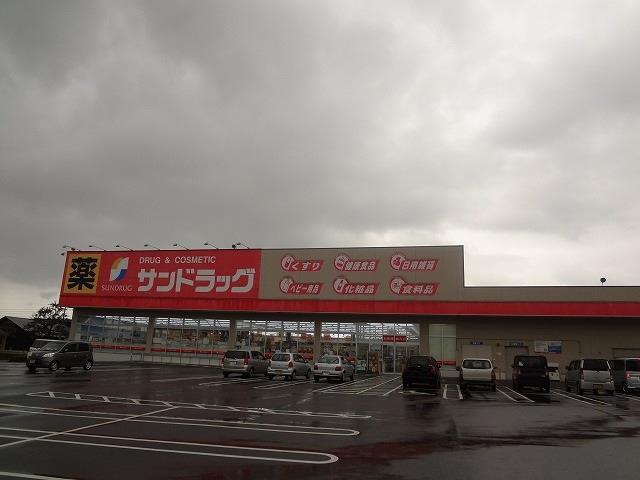 薬
SUNDRUG
DRUG & COSMETIC
サンドラッグ
くすり
健康食品
日用雑貨
ベビー用品
化粧品
食料品